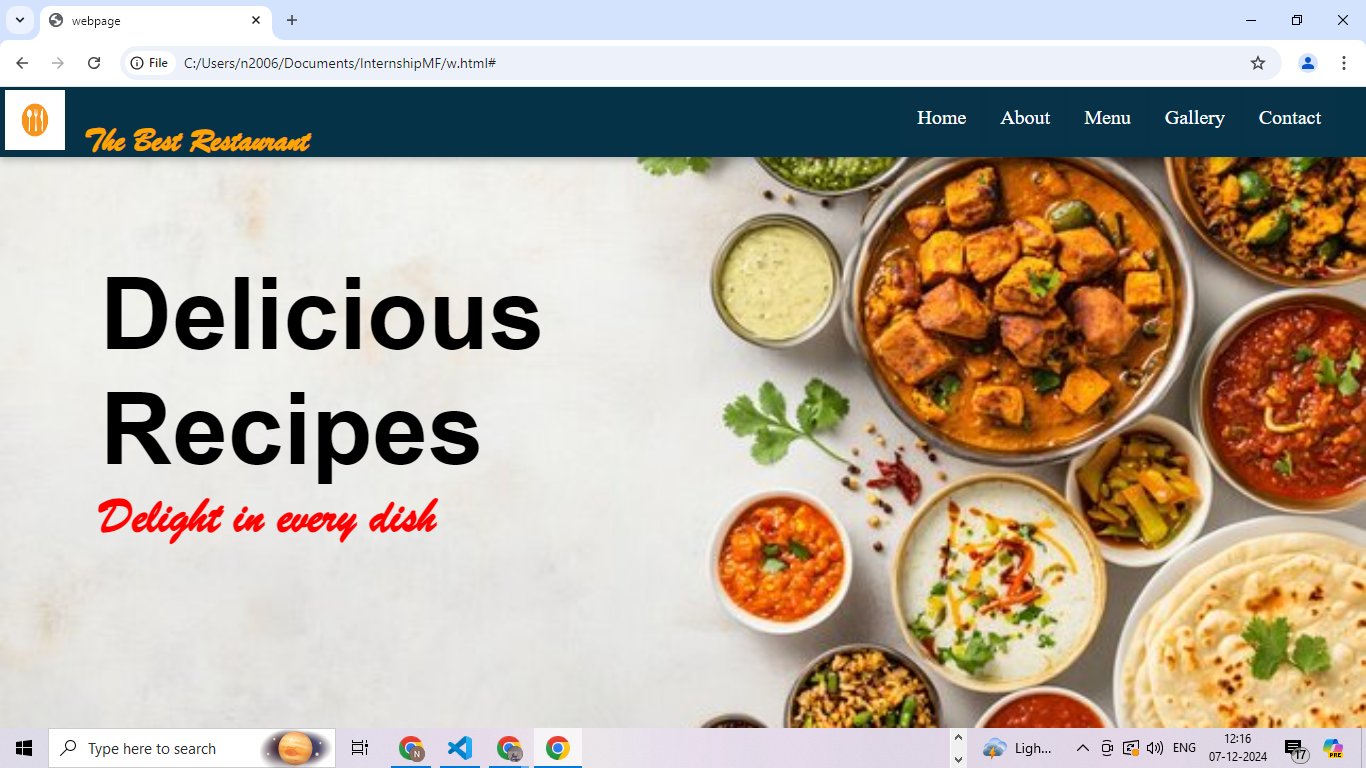 webpage
File
C:/Users/n2006/Documents/InternshipMF/w.html#
The Best Restaurant
Home
About
Menu
Gallery
Contact
Delicious
Recipes
Delight in every dish
Type here to search
N
Ligh...
ENG
12:16
07-12-2024
17
PRE